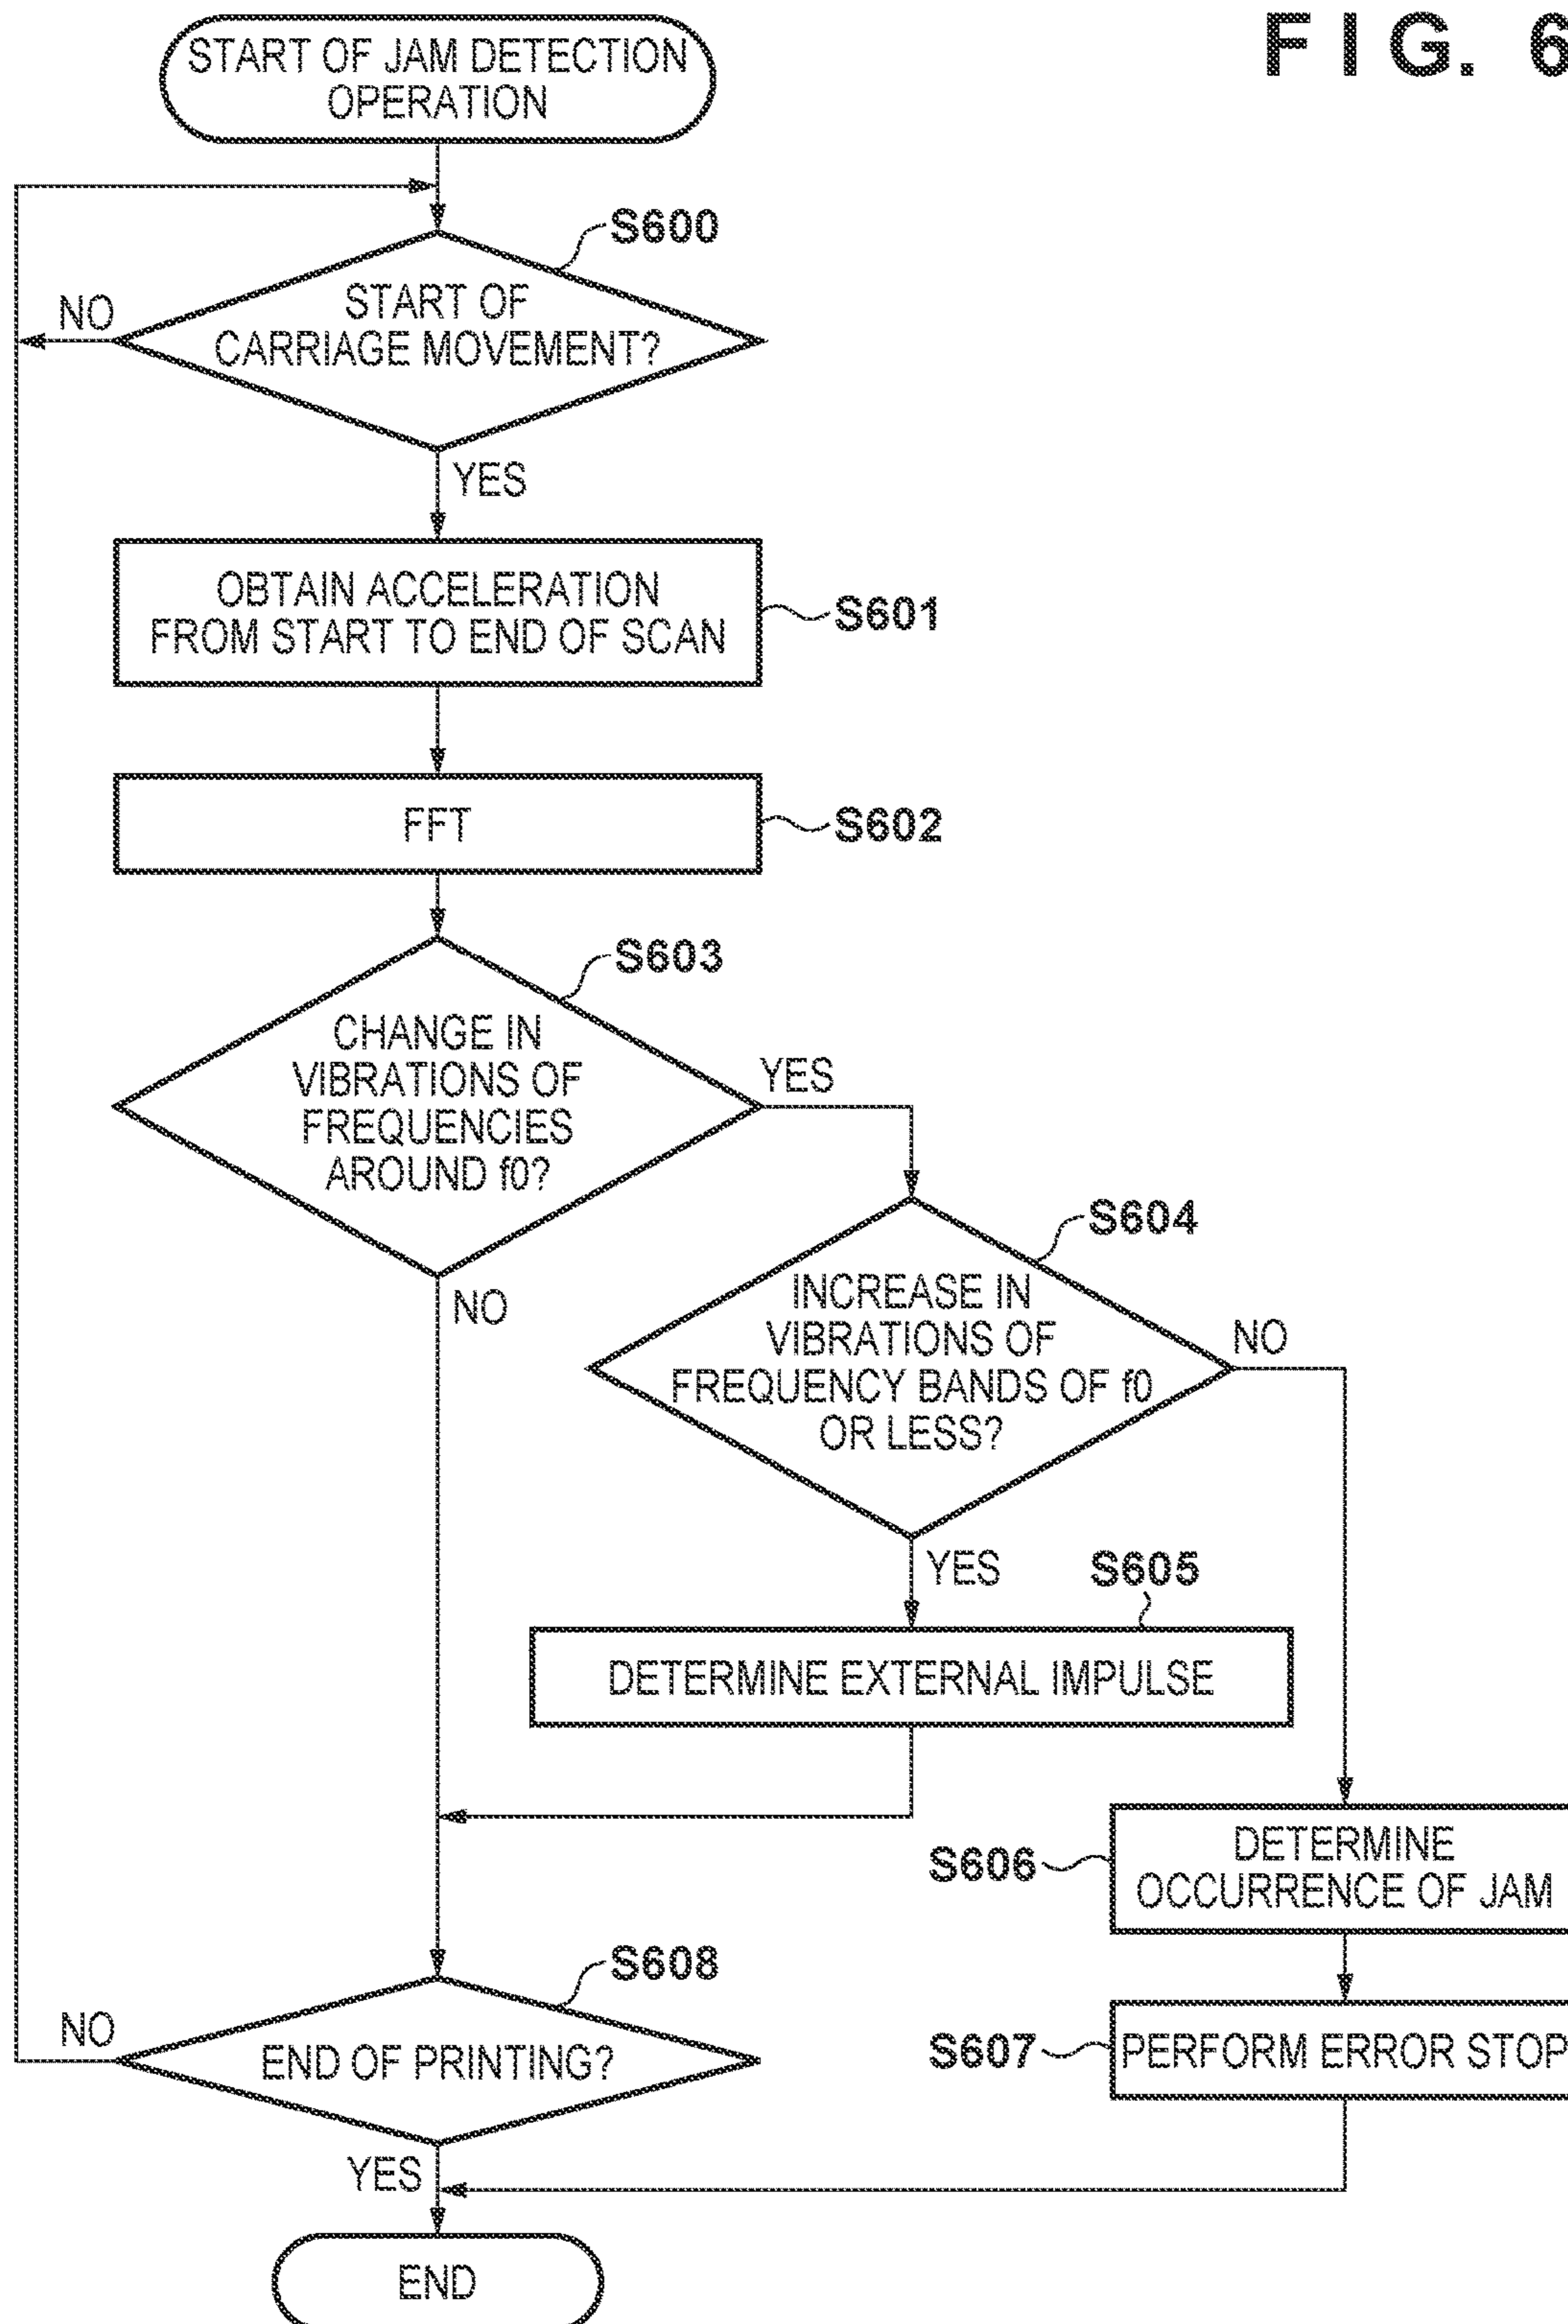 FIG. 6
START OF JAM DETECTION
OPERATION
S600
START OF
CARRIAGE MOVEMENT?
NO
YES
OBTAIN ACCELERATION
FROM START TO END OF SCAN
S601
FFT
S602
S603
CHANGE IN
VIBRATIONS OF
FREQUENCIES
AROUND f0?
YES
NO
S604
INCREASE IN
VIBRATIONS OF
FREQUENCY BANDS OF f0
OR LESS?
NO
YES
S605
DETERMINE EXTERNAL IMPULSE
S606
DETERMINE
OCCURRENCE OF JAM
S607
PERFORM ERROR STOP
S608
END OF PRINTING?
NO
YES
END